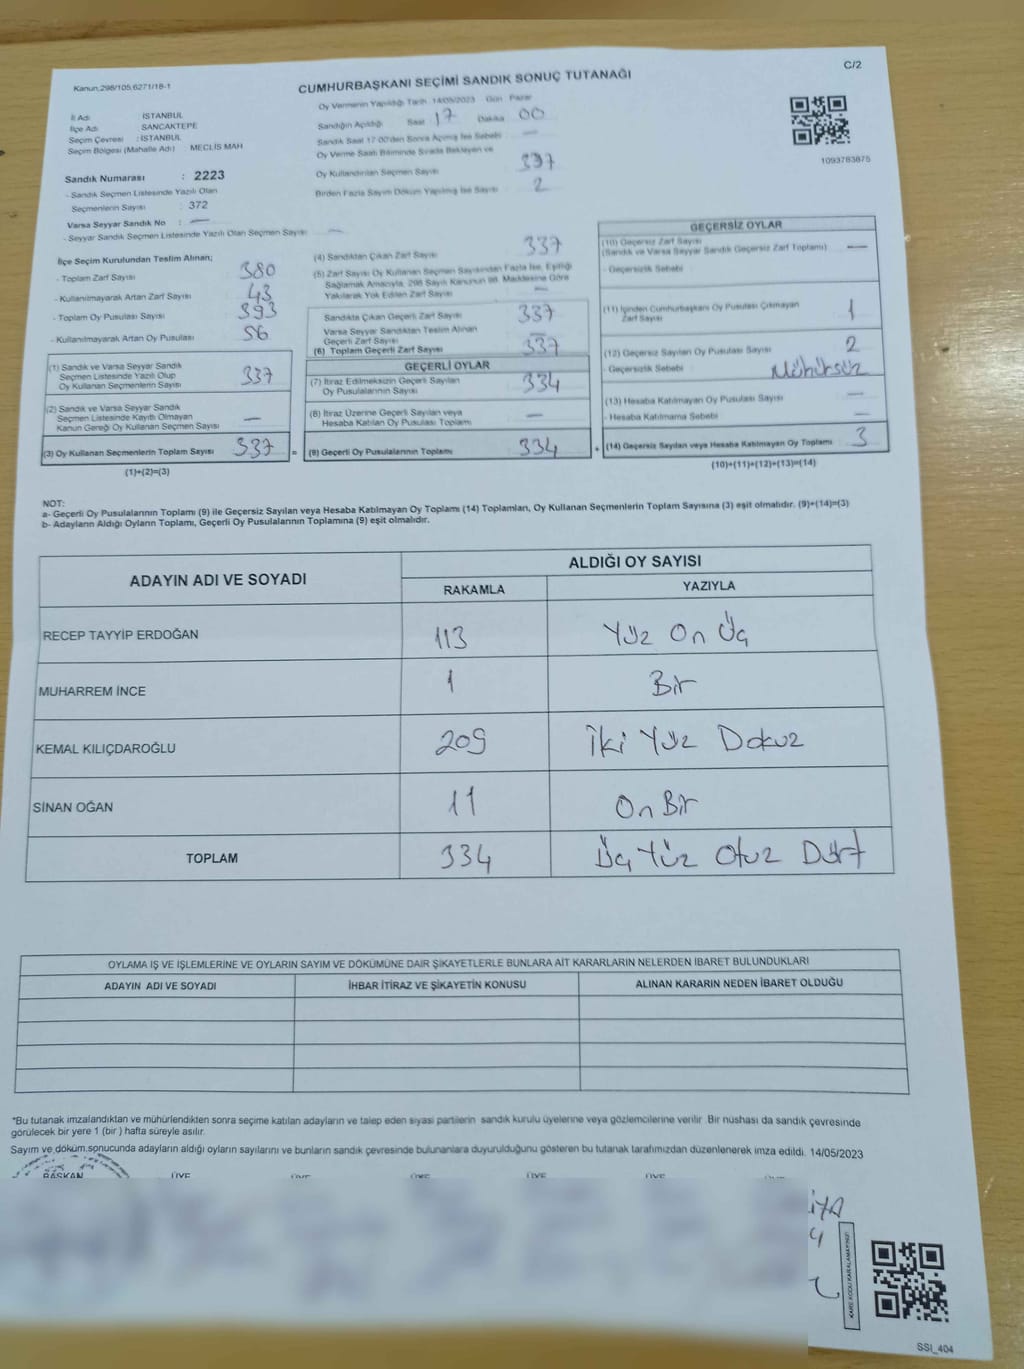 C/2
Kanun,298/105,6271/18-1
CUMHURBAŞKANI SEÇİMİ SANDIK SONUÇ TUTANAĞI
Oy Vermenin Yapıldığı Tarih 14/05/2023 Gün Pazar
İl Adı İSTANBUL
İlçe Adı SANCAKTEPE
Seçim Çevresi : İSTANBUL
Seçim Bölgesi (Mahalle Adı) MECLİS MAH
Sandığın Açıldığı Saat 17 Dakika 00
Sandık Saat 17:00'den Sonra Açılmış İse Sebebi —
Oy Verme Saati Bitiminde Sırada Bekleyen ve
Oy Kullandırılan Seçmen Sayısı 337
Birden Fazla Sayım Döküm Yapılmış İse Sayısı 2
1093783875
Sandık Numarası : 2223
- Sandık Seçmen Listesinde Yazılı Olan
Seçmenlerin Sayısı : 372
Varsa Seyyar Sandık No : —
- Seyyar Sandık Seçmen Listesinde Yazılı Olan Seçmen Sayısı —
İlçe Seçim Kurulundan Teslim Alınan;
- Toplam Zarf Sayısı 380
- Kullanılmayarak Artan Zarf Sayısı 43
- Toplam Oy Pusulası Sayısı 393
- Kullanılmayarak Artan Oy Pusulası 56
(1) Sandık ve Varsa Seyyar Sandık
Seçmen Listesinde Yazılı Olup
Oy Kullanan Seçmenlerin Sayısı 337
(2) Sandık ve Varsa Seyyar Sandık
Seçmen Listesinde Kayıtlı Olmayan
Kanun Gereği Oy Kullanan Seçmen Sayısı —
(3) Oy Kullanan Seçmenlerin Toplam Sayısı 337 =
(1)+(2)=(3)
(4) Sandıktan Çıkan Zarf Sayısı 337
(5) Zarf Sayısı Oy Kullanan Seçmen Sayısından Fazla İse, Eşitliği
Sağlamak Amacıyla, 298 Sayılı Kanunun 98. Maddesine Göre
Yakılarak Yok Edilen Zarf Sayısı —
Sandıkta Çıkan Geçerli Zarf Sayısı 337
Varsa Seyyar Sandıktan Teslim Alınan
Geçerli Zarf Sayısı —
(6) Toplam Geçerli Zarf Sayısı 337
GEÇERLİ OYLAR
(7) İtiraz Edilmeksizin Geçerli Sayılan
Oy Pusulalarının Sayısı 334
(8) İtiraz Üzerine Geçerli Sayılan veya
Hesaba Katılan Oy Pusulası Toplamı —
(9) Geçerli Oy Pusulalarının Toplamı 334 +
GEÇERSİZ OYLAR
(10) Geçersiz Zarf Sayısı
(Sandık ve Varsa Seyyar Sandık Geçersiz Zarf Toplamı) —
- Geçersizlik Sebebi
(11) İçinden Cumhurbaşkanı Oy Pusulası Çıkmayan
Zarf Sayısı 1
(12) Geçersiz Sayılan Oy Pusulası Sayısı 2
- Geçersizlik Sebebi Mühürsüz
(13) Hesaba Katılmayan Oy Pusulası Sayısı —
- Hesaba Katılmama Sebebi —
(14) Geçersiz Sayılan veya Hesaba Katılmayan Oy Toplamı 3
(10)+(11)+(12)+(13)=(14)
NOT:
a- Geçerli Oy Pusulalarının Toplamı (9) ile Geçersiz Sayılan veya Hesaba Katılmayan Oy Toplamı (14) Toplamları, Oy Kullanan Seçmenlerin Toplam Sayısına (3) eşit olmalıdır. (9)+(14)=(3)
b- Adayların Aldığı Oyların Toplamı, Geçerli Oy Pusulalarının Toplamına (9) eşit olmalıdır.
ADAYIN ADI VE SOYADI
ALDIĞI OY SAYISI
RAKAMLA YAZIYLA
RECEP TAYYİP ERDOĞAN 113 Yüz On Üç
MUHARREM İNCE 1 Bir
KEMAL KILIÇDAROĞLU 209 İki Yüz Dokuz
SİNAN OĞAN 11 On Bir
TOPLAM 334 Üç Yüz Otuz Dört
OYLAMA İŞ VE İŞLEMLERİNE VE OYLARIN SAYIM VE DÖKÜMÜNE DAİR ŞİKAYETLERLE BUNLARA AİT KARARLARIN NELERDEN İBARET BULUNDUKLARI
ADAYIN ADI VE SOYADI İHBAR İTİRAZ VE ŞİKAYETİN KONUSU ALINAN KARARIN NEDEN İBARET OLDUĞU
*Bu tutanak imzalandıktan ve mühürlendikten sonra seçime katılan adayların ve talep eden siyasi partilerin sandık kurulu üyelerine veya gözlemcilerine verilir. Bir nüshası da sandık çevresinde
görülecek bir yere 1 (bir ) hafta süreyle asılır.
Sayım ve döküm sonucunda adayların aldığı oyların sayılarını ve bunların sandık çevresinde bulunanlara duyurulduğunu gösteren bu tutanak tarafımızdan düzenlenerek imza edildi. 14/05/2023
BAŞKAN ÜYE ÜYE ÜYE ÜYE ÜYE
KARE KODU KARALAMAYINIZ!
SSI_404